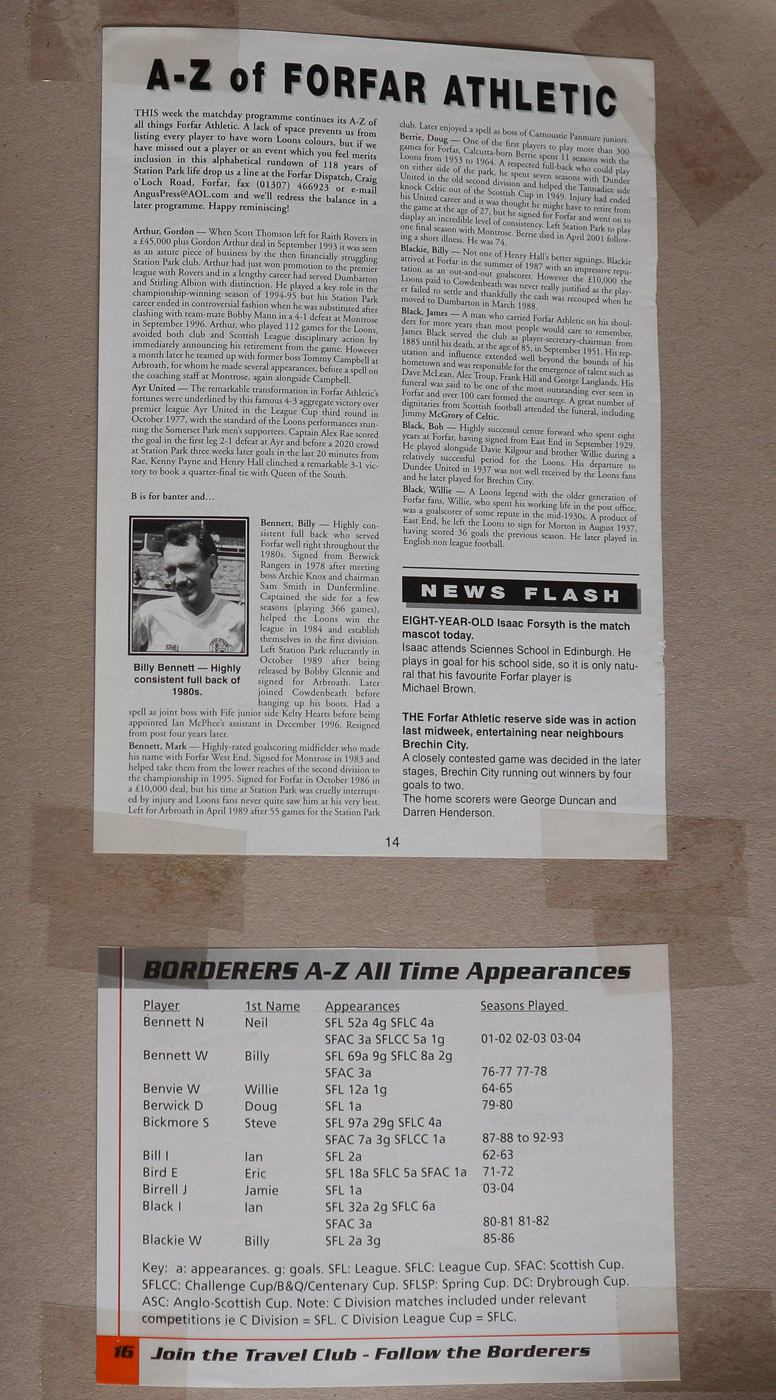 A-Z of FORFAR ATHLETIC
THIS week the matchday programme continues its A-Z of
all things Forfar Athletic. A lack of space prevents us from
listing every player to have worn Loons colours, but if we
have missed out a player or an event which you feel merits
inclusion in this alphabetical rundown of 118 years of
Station Park life drop us a line at the Forfar Dispatch, Craig
o'Loch Road, Forfar, fax (01307) 466923 or e-mail
AngusPress@AOL.com and we'll redress the balance in a
later programme. Happy reminiscing!
Arthur, Gordon — When Scott Thomson left for Raith Rovers in
a £45,000 plus Gordon Arthur deal in September 1993 it was seen
as an astute piece of business by the then financially struggling
Station Park club. Arthur had just won promotion to the premier
league with Rovers and in a lengthy career had served Dumbarton
and Stirling Albion with distinction. He played a key role in the
championship-winning season of 1994-95 but his Station Park
career ended in controversial fashion when he was substituted after
clashing with team-mate Bobby Mann in a 4-1 defeat at Montrose
in September 1996. Arthur, who played 112 games for the Loons,
avoided both club and Scottish League disciplinary action by
immediately announcing his retirement from the game. However
a month later he teamed up with former boss Tommy Campbell at
Arbroath, for whom he made several appearances, before a spell on
the coaching staff at Montrose, again alongside Campbell.
Ayr United — The remarkable transformation in Forfar Athletic's
fortunes were underlined by this famous 4-3 aggregate victory over
premier league Ayr United in the League Cup third round in
October 1977, with the standard of the Loons performances stun-
ning the Somerset Park men's supporters. Captain Alex Rae scored
the goal in the first leg 2-1 defeat at Ayr and before a 2020 crowd
at Station Park three weeks later goals in the last 20 minutes from
Rae, Kenny Payne and Henry Hall clinched a remarkable 3-1 vic-
tory to book a quarter-final tie with Queen of the South.
B is for banter and...
Bennett, Billy — Highly con-
sistent full back who served
Forfar well right throughout the
1980s. Signed from Berwick
Rangers in 1978 after meeting
boss Archie Knox and chairman
Sam Smith in Dunfermline.
Captained the side for a few
seasons (playing 366 games),
helped the Loons win the
league in 1984 and establish
themselves in the first division.
Left Station Park reluctantly in
October 1989 after being
released by Bobby Glennie and
signed for Arbroath. Later
joined Cowdenbeath before
hanging up his boots. Had a
spell as joint boss with Fife junior side Kelty Hearts before being
appointed Ian McPhee's assistant in December 1996. Resigned
from post four years later.
Billy Bennett — Highly
consistent full back of
1980s.
Bennett, Mark — Highly-rated goalscoring midfielder who made
his name with Forfar West End. Signed for Montrose in 1983 and
helped take them from the lower reaches of the second division to
the championship in 1995. Signed for Forfar in October 1986 in
a £10,000 deal, but his time at Station Park was cruelly interrupt-
ed by injury and Loons fans never quite saw him at his very best.
Left for Arbroath in April 1989 after 55 games for the Station Park
club. Later enjoyed a spell as boss of Carnoustie Panmure juniors.
Berrie, Doug — One of the first players to play more than 300
games for Forfar, Calcutta-born Berrie spent 11 seasons with the
Loons from 1953 to 1964. A respected full-back who could play
on either side of the park, he spent seven seasons with Dundee
United in the old second division and helped the Tannadice side
knock Celtic out of the Scottish Cup in 1949. Injury had ended
his United career and it was thought he might have to retire from
the game at the age of 27, but he signed for Forfar and went on to
display an incredible level of consistency. Left Station Park to play
one final season with Montrose. Berrie died in April 2001 follow-
ing a short illness. He was 74.
Blackie, Billy — Not one of Henry Hall's better signings, Blackie
arrived at Forfar in the summer of 1987 with an impressive repu-
tation as an out-and-out goalscorer. However the £10,000 the
Loons paid to Cowdenbeath was never really justified as the play-
er failed to settle and thankfully the cash was recouped when he
moved to Dumbarton in March 1988.
Black, James — A man who carried Forfar Athletic on his shoul-
ders for more years than most people would care to remember,
James Black served the club as player-secretary-chairman from
1885 until his death, at the age of 85, in September 1951. His rep-
utation and influence extended well beyond the bounds of his
hometown and was responsible for the emergence of talent such as
Dave McLean, Alec Troup, Frank Hill and George Langlands. His
funeral was said to be one of the most outstanding ever seen in
Forfar and over 100 cars formed the courtege. A great number of
dignitaries from Scottish football attended the funeral, including
Jimmy McGrory of Celtic.
Black, Bob — Highly successful centre forward who spent eight
years at Forfar, having signed from East End in September 1929.
He played alongside Davie Kilgour and brother Willie during a
relatively successful period for the Loons. His departure to
Dundee United in 1937 was not well received by the Loons fans
and he later played for Brechin City.
Black, Willie — A Loons legend with the older generation of
Forfar fans, Willie, who spent his working life in the post office,
was a goalscorer of some repute in the mid-1930s. A product of
East End, he left the Loons to sign for Morton in August 1937,
having scored 36 goals the previous season. He later played in
English non league football.
NEWS FLASH
EIGHT-YEAR-OLD Isaac Forsyth is the match
mascot today.
Isaac attends Sciennes School in Edinburgh. He
plays in goal for his school side, so it is only natu-
ral that his favourite Forfar player is
Michael Brown.
THE Forfar Athletic reserve side was in action
last midweek, entertaining near neighbours
Brechin City.
A closely contested game was decided in the later
stages, Brechin City running out winners by four
goals to two.
The home scorers were George Duncan and
Darren Henderson.
14
BORDERERS A-Z All Time Appearances
Player 1st Name Appearances Seasons Played
Bennett N Neil SFL 52a 4g SFLC 4a
SFAC 3a SFLCC 5a 1g 01-02 02-03 03-04
Bennett W Billy SFL 69a 9g SFLC 8a 2g
SFAC 3a 76-77 77-78
Benvie W Willie SFL 12a 1g 64-65
Berwick D Doug SFL 1a 79-80
Bickmore S Steve SFL 97a 29g SFLC 4a
SFAC 7a 3g SFLCC 1a 87-88 to 92-93
Bill I Ian SFL 2a 62-63
Bird E Eric SFL 18a SFLC 5a SFAC 1a 71-72
Birrell J Jamie SFL 1a 03-04
Black I Ian SFL 32a 2g SFLC 6a
SFAC 3a 80-81 81-82
Blackie W Billy SFL 2a 3g 85-86
Key: a: appearances. g: goals. SFL: League. SFLC: League Cup. SFAC: Scottish Cup.
SFLCC: Challenge Cup/B&Q/Centenary Cup. SFLSP: Spring Cup. DC: Drybrough Cup.
ASC: Anglo-Scottish Cup. Note: C Division matches included under relevant
competitions ie C Division = SFL. C Division League Cup = SFLC.
16 Join the Travel Club - Follow the Borderers